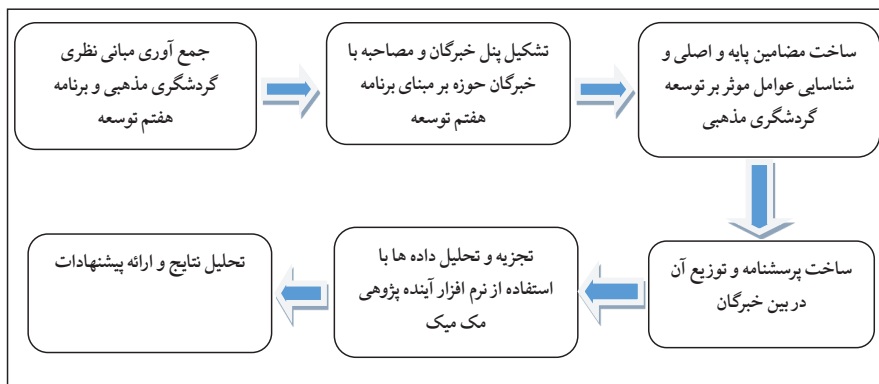 جمع آوری مبانی نظری
گردشگری مذهبی و برنامه
هفتم توسعه
تشکیل پنل خبرگان و مصاحبه با
خبرگان حوزه بر مبنای برنامه
هفتم توسعه
ساخت مضامین پایه و اصلی و
شناسایی عوامل موثر بر توسعه
گردشگری مذهبی
ساخت پرسشنامه و توزیع آن
در بین خبرگان
تجزیه و تحلیل داده ها با
استفاده از نرم افزار آینده پژوهی
مک میک
تحلیل نتایج و ارائه پیشنهادات